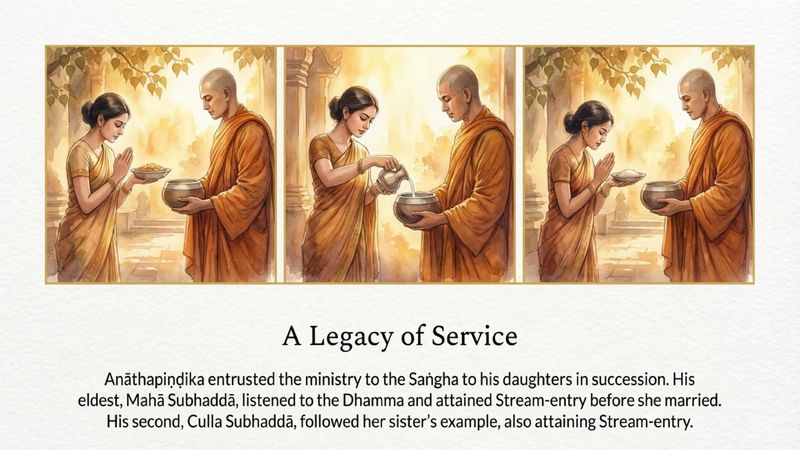 A Legacy of Service
Anāthapiṇḍika entrusted the ministry to the Saṅgha to his daughters in succession. His
eldest, Mahā Subhaddā, listened to the Dhamma and attained Stream-entry before she married.
His second, Culla Subhaddā, followed her sister’s example, also attaining Stream-entry.